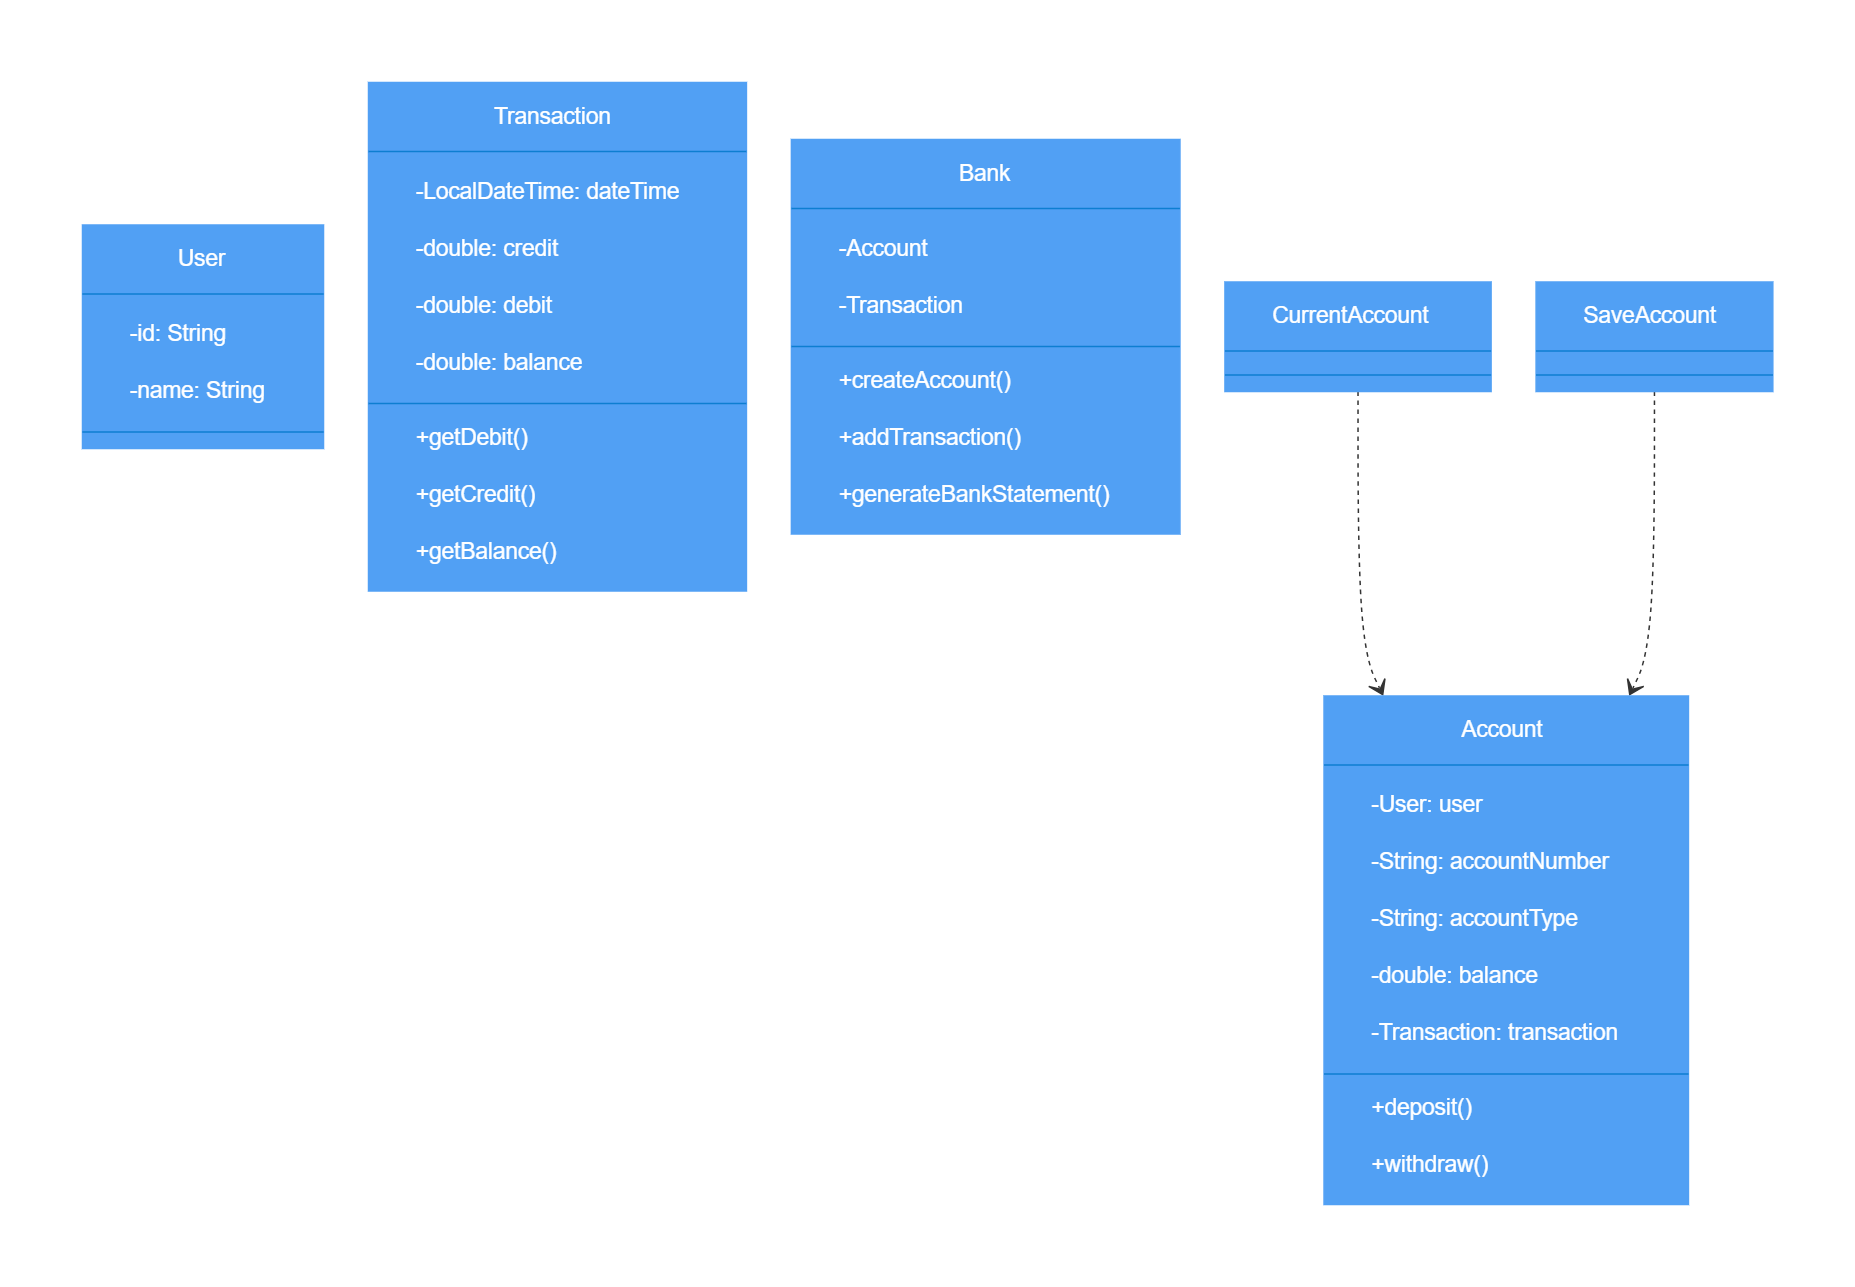 User
-id: String
-name: String
Transaction
-LocalDateTime: dateTime
-double: credit
-double: debit
-double: balance
+getDebit()
+getCredit()
+getBalance()
Bank
-Account
-Transaction
+createAccount()
+addTransaction()
+generateBankStatement()
CurrentAccount
SaveAccount
Account
-User: user
-String: accountNumber
-String: accountType
-double: balance
-Transaction: transaction
+deposit()
+withdraw()